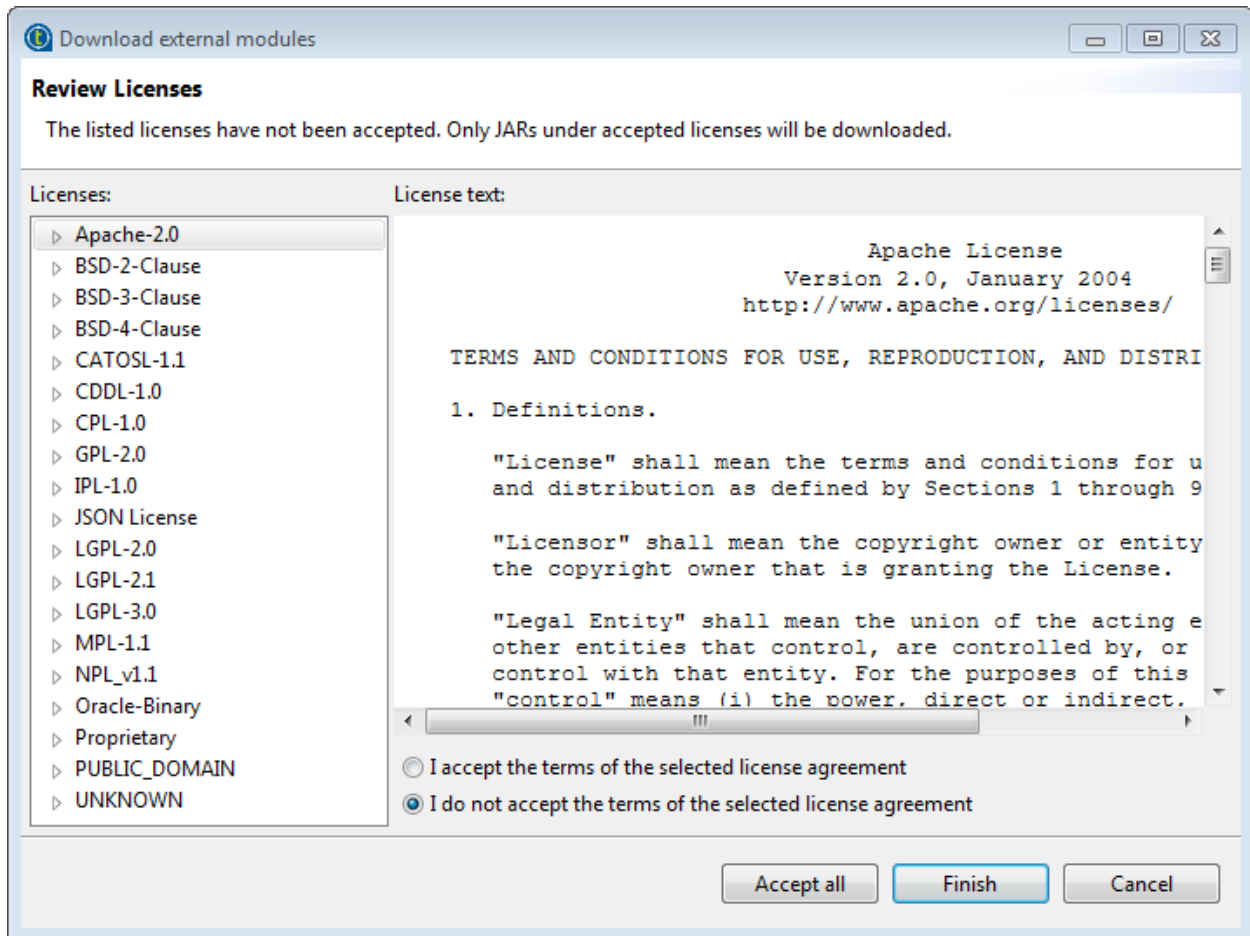 Download external modules
Review Licenses
The listed licenses have not been accepted. Only JARs under accepted licenses will be downloaded.
Licenses:
Apache-2.0
BSD-2-Clause
BSD-3-Clause
BSD-4-Clause
CATOSL-1.1
CDDL-1.0
CPL-1.0
GPL-2.0
IPL-1.0
JSON License
LGPL-2.0
LGPL-2.1
LGPL-3.0
MPL-1.1
NPL_v1.1
Oracle-Binary
Proprietary
PUBLIC_DOMAIN
UNKNOWN
License text:
Apache License
Version 2.0, January 2004
http://www.apache.org/licenses/
TERMS AND CONDITIONS FOR USE, REPRODUCTION, AND DISTRI
1. Definitions.
"License" shall mean the terms and conditions for u
and distribution as defined by Sections 1 through 9
"Licensor" shall mean the copyright owner or entity
the copyright owner that is granting the License.
"Legal Entity" shall mean the union of the acting e
other entities that control, are controlled by, or
control with that entity. For the purposes of this
"control" means (i) the power, direct or indirect,
I accept the terms of the selected license agreement
I do not accept the terms of the selected license agreement
Accept all
Finish
Cancel